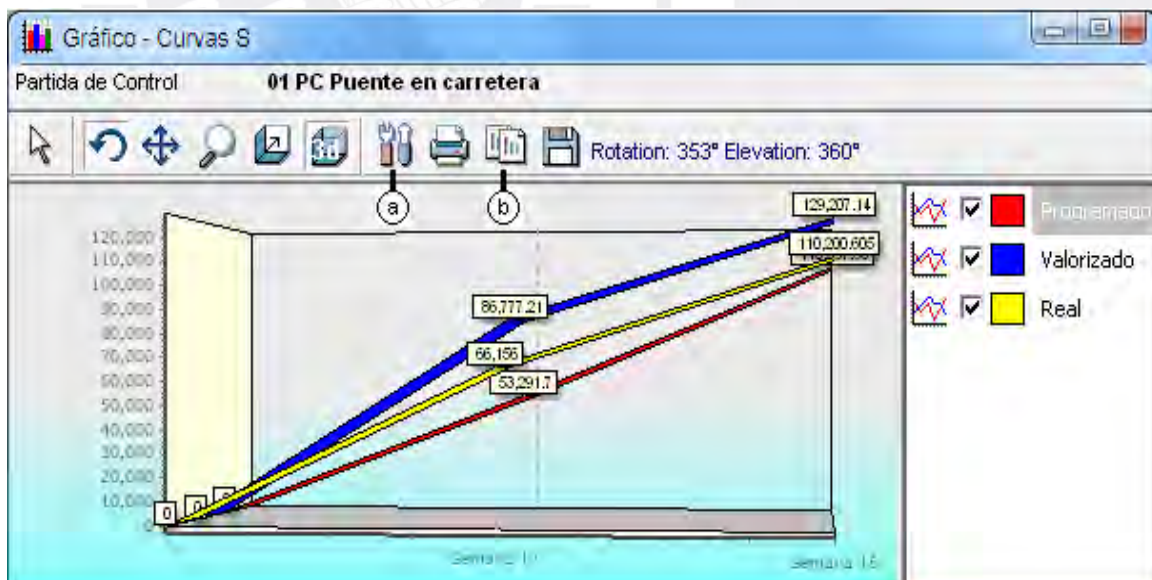 Gráfico - Curvas S
Partida de Control 01 PC Puente en carretera
3d Rotation: 353° Elevation: 360°
a b
129,207.14
Programado
120,000
110,200.605
110,000
Valorizado
100,000
90,000
86,777.21
Real
80,000
70,000
66,156
60,000
53,291.7
50,000
40,000
30,000
20,000
10,000
0 0 0
0
Semana
Semana